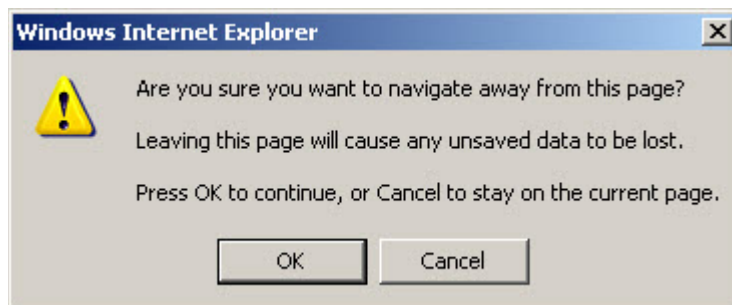 Windows Internet Explorer
Are you sure you want to navigate away from this page?
Leaving this page will cause any unsaved data to be lost.
Press OK to continue, or Cancel to stay on the current page.
OK Cancel